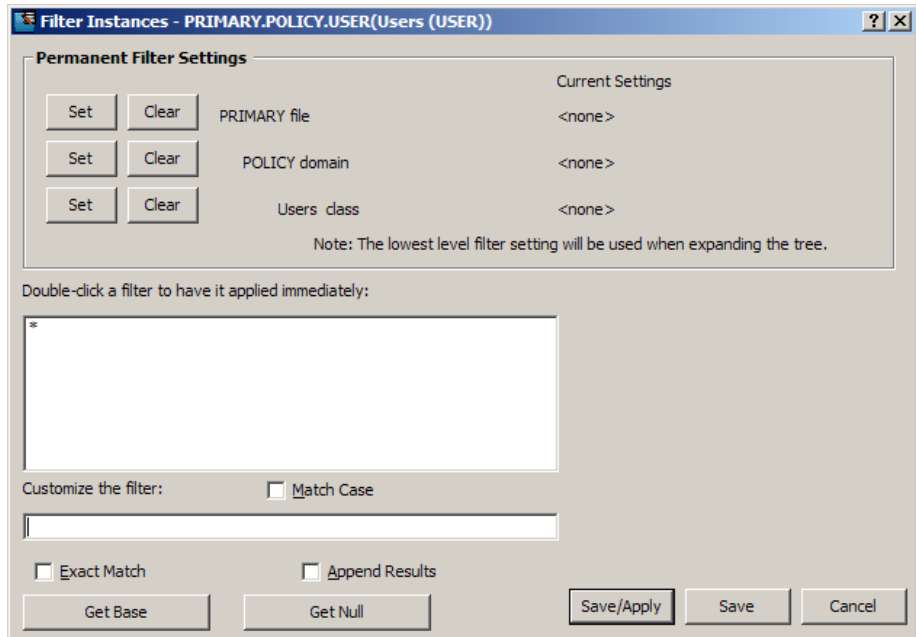 Filter Instances - PRIMARY.POLICY.USER(Users (USER))
Permanent Filter Settings
Current Settings
Set Clear PRIMARY file <none>
Set Clear POLICY domain <none>
Set Clear Users class <none>
Note: The lowest level filter setting will be used when expanding the tree.
Double-click a filter to have it applied immediately:
*
Customize the filter: Match Case
Exact Match Append Results
Get Base Get Null Save/Apply Save Cancel